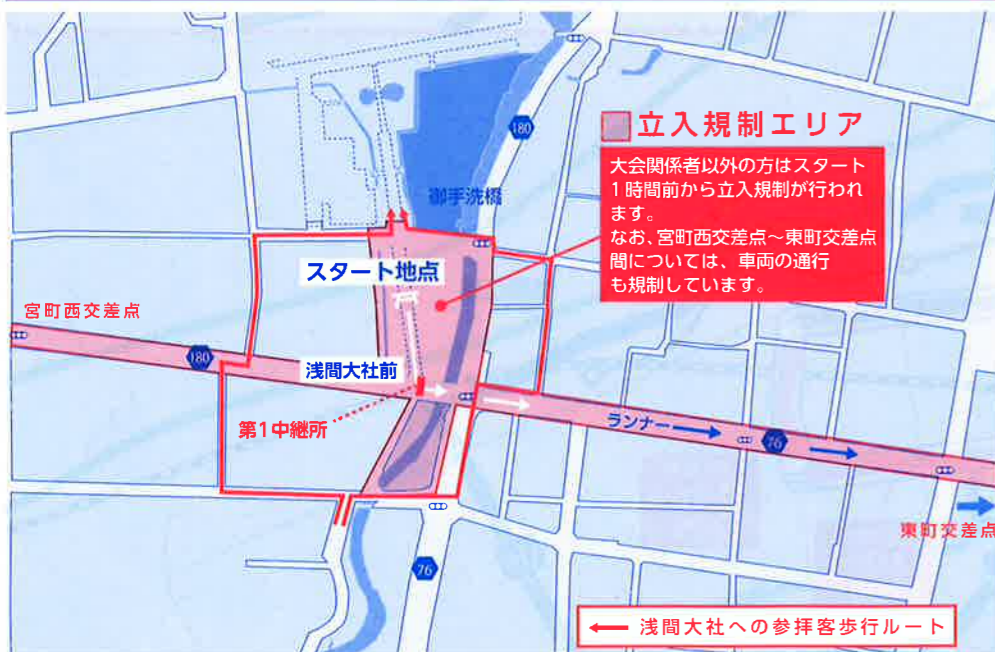 180
立入規制エリア
大会関係者以外の方はスタート
1時間前から立入規制が行われ
ます。
なお、宮町西交差点～東町交差点
間については、車両の通行
も規制しています。
御手洗橋
スタート地点
宮町西交差点
180
浅間大社前
第1中継所
ランナー
76
東町交差点
76
浅間大社への参拝客歩行ルート